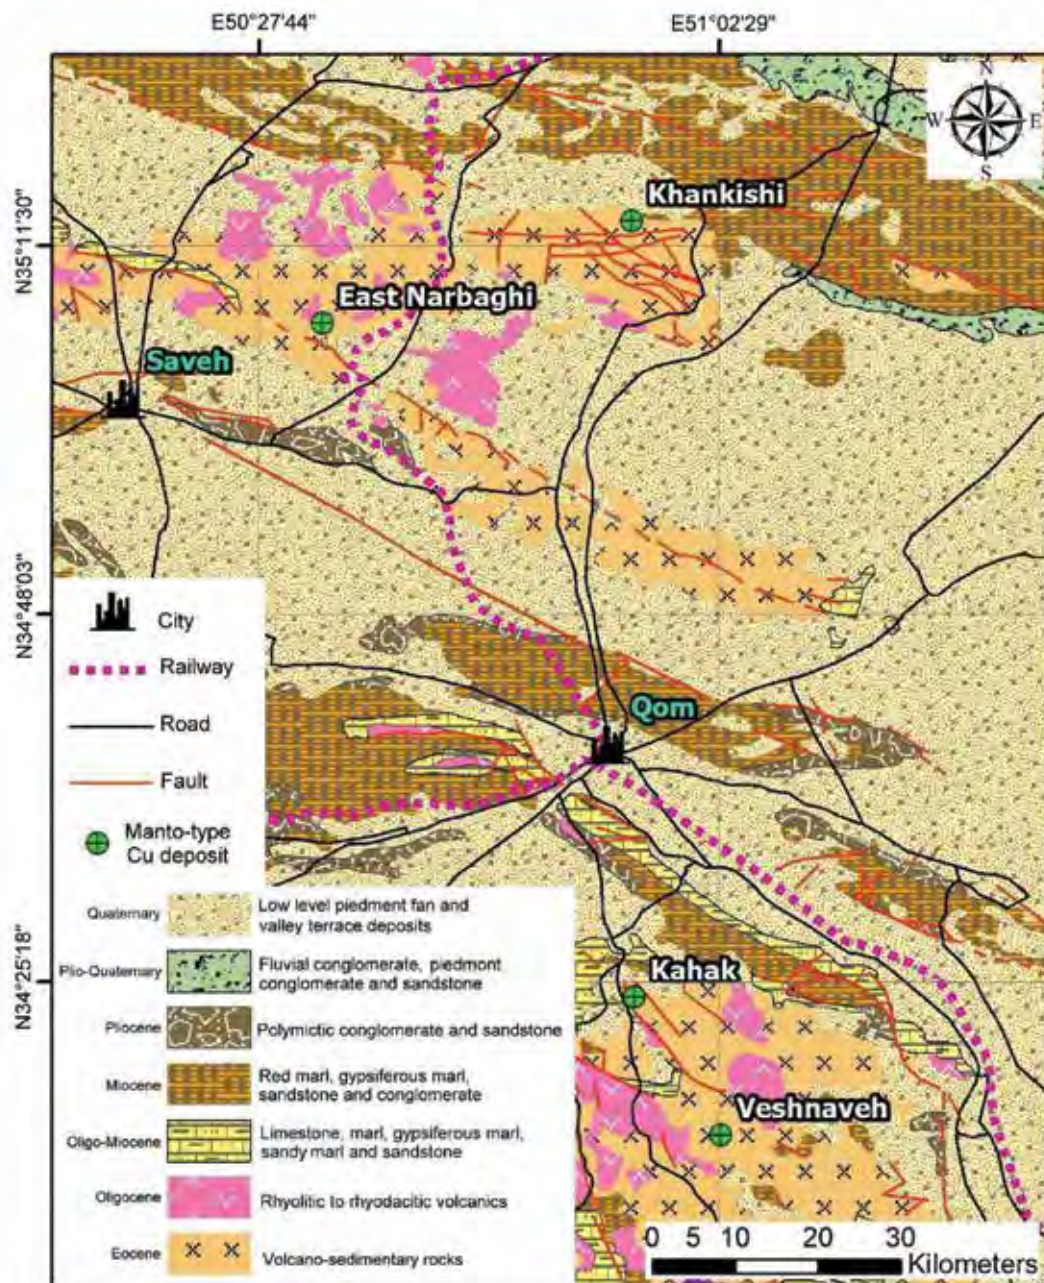 E50°27'44"
E51°02'29"
N
W
E
S
N35°11'30"
N34°48'03"
N34°25'18"
Khankishi
East Narbaghi
Saveh
Qom
Kahak
Veshnaveh
City
Railway
Road
Fault
Manto-type
Cu deposit
Quaternary
Low level piedment fan and
valley terrace deposits
Plio-Quaternary
Fluvial conglomerate, piedmont
conglomerate and sandstone
Pliocene
Polymictic conglomerate and sandstone
Miocene
Red marl, gypsiferous marl,
sandstone and conglomerate
Oligo-Miocene
Limestone, marl, gypsiferous marl,
sandy marl and sandstone
Oligocene
Rhyolitic to rhyodacitic volcanics
Eocene
Volcano-sedimentary rocks
0 5 10 20 30
Kilometers